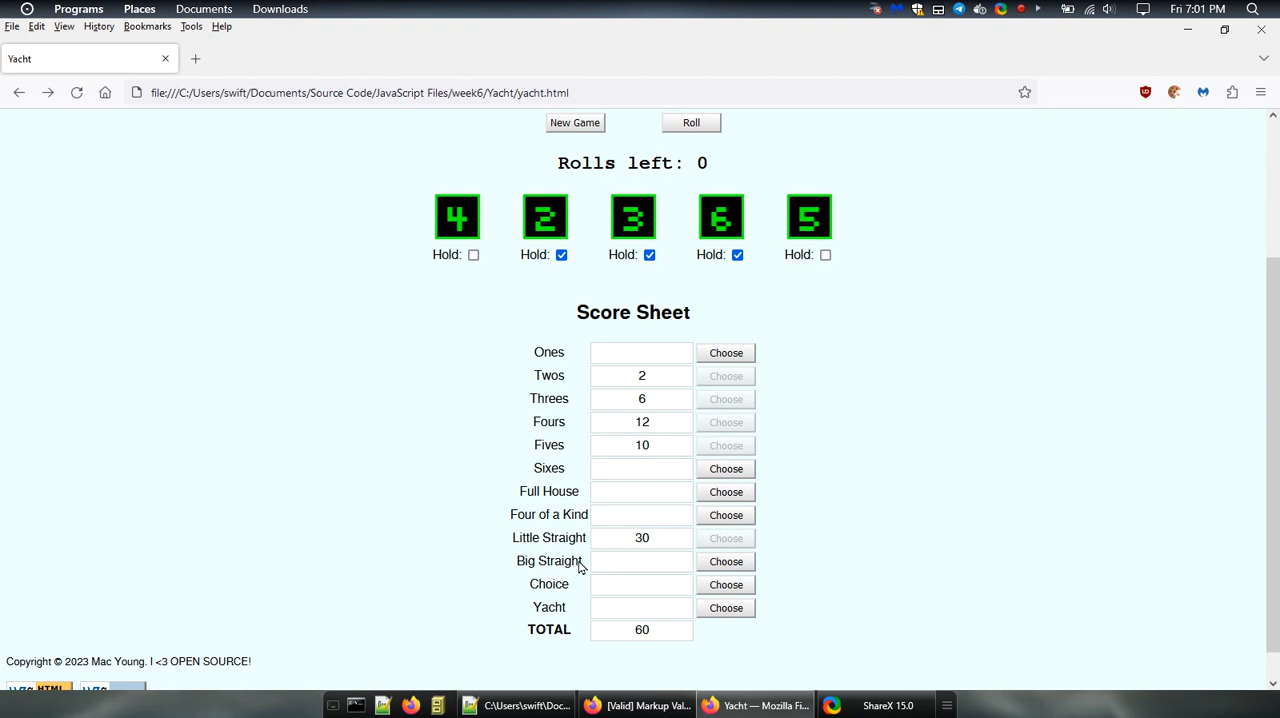 Programs Places Documents Downloads Fri 7:01 PM
File Edit View History Bookmarks Tools Help
Yacht
file:///C:/Users/swift/Documents/Source Code/JavaScript Files/week6/Yacht/yacht.html
New Game Roll
Rolls left: 0
4 2 3 6 5
Hold: Hold: Hold: Hold: Hold:
Score Sheet
Ones Choose
Twos 2 Choose
Threes 6 Choose
Fours 12 Choose
Fives 10 Choose
Sixes Choose
Full House Choose
Four of a Kind Choose
Little Straight 30 Choose
Big Straight Choose
Choice Choose
Yacht Choose
TOTAL 60
Copyright © 2023 Mac Young. I <3 OPEN SOURCE!
HTML
C:\Users\swift\Doc... [Valid] Markup Val... Yacht — Mozilla Fi... ShareX 15.0